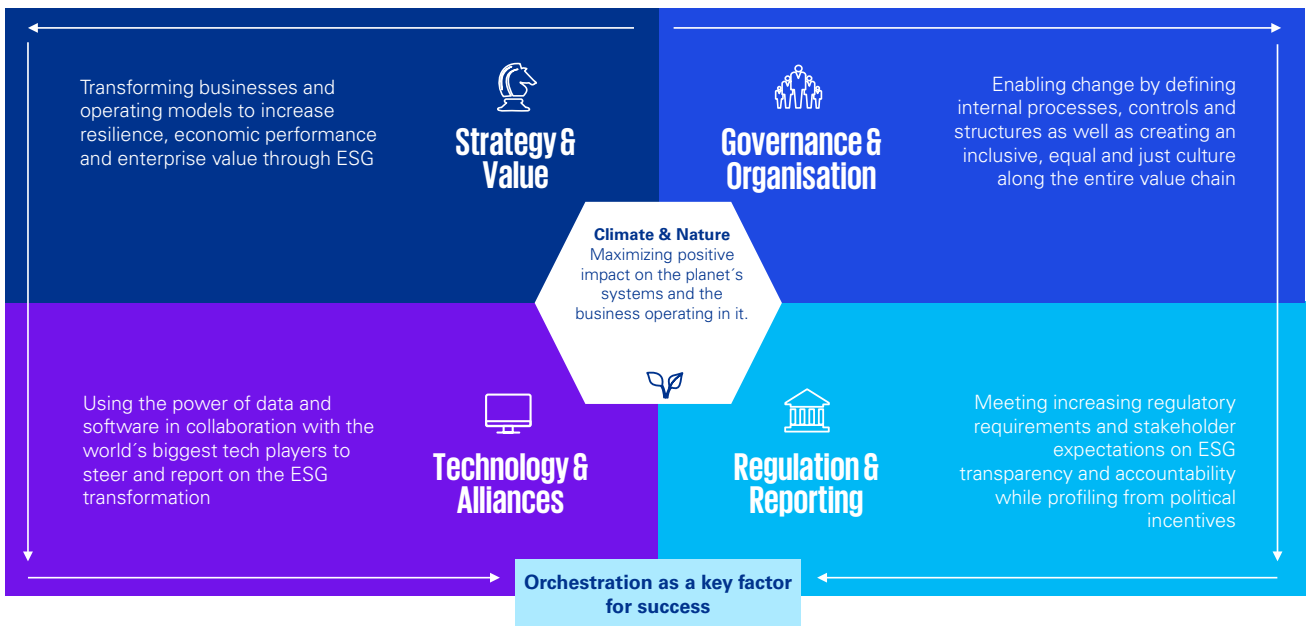 Transforming businesses and
operating models to increase
resilience, economic performance
and enterprise value through ESG
Strategy &
Value
Governance &
Organisation
Enabling change by defining
internal processes, controls and
structures as well as creating an
inclusive, equal and just culture
along the entire value chain
Climate & Nature
Maximizing positive
impact on the planet´s
systems and the
business operating in it.
Using the power of data and
software in collaboration with the
world´s biggest tech players to
steer and report on the ESG
transformation
Technology &
Alliances
Regulation &
Reporting
Meeting increasing regulatory
requirements and stakeholder
expectations on ESG
transparency and accountability
while profiling from political
incentives
Orchestration as a key factor
for success